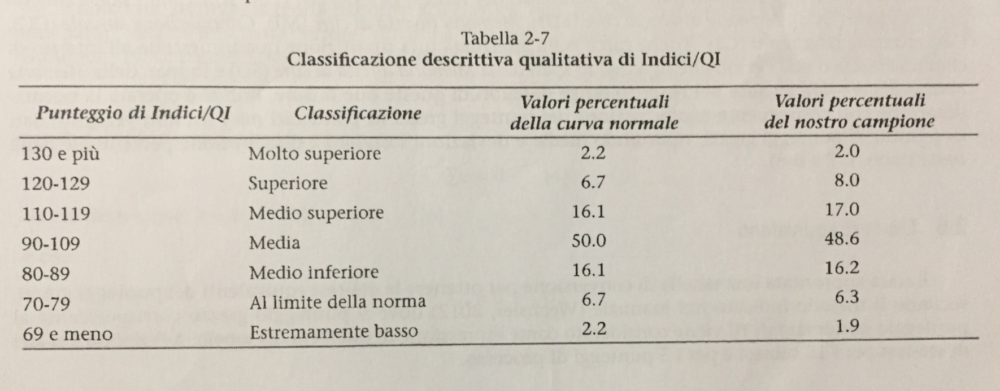 Tabella 2-7
Classificazione descrittiva qualitativa di Indici/QI
Punteggio di Indici/QI Classificazione Valori percentuali della curva normale Valori percentuali del nostro campione
130 e più Molto superiore 2.2 2.0
120-129 Superiore 6.7 8.0
110-119 Medio superiore 16.1 17.0
90-109 Media 50.0 48.6
80-89 Medio inferiore 16.1 16.2
70-79 Al limite della norma 6.7 6.3
69 e meno Estremamente basso 2.2 1.9